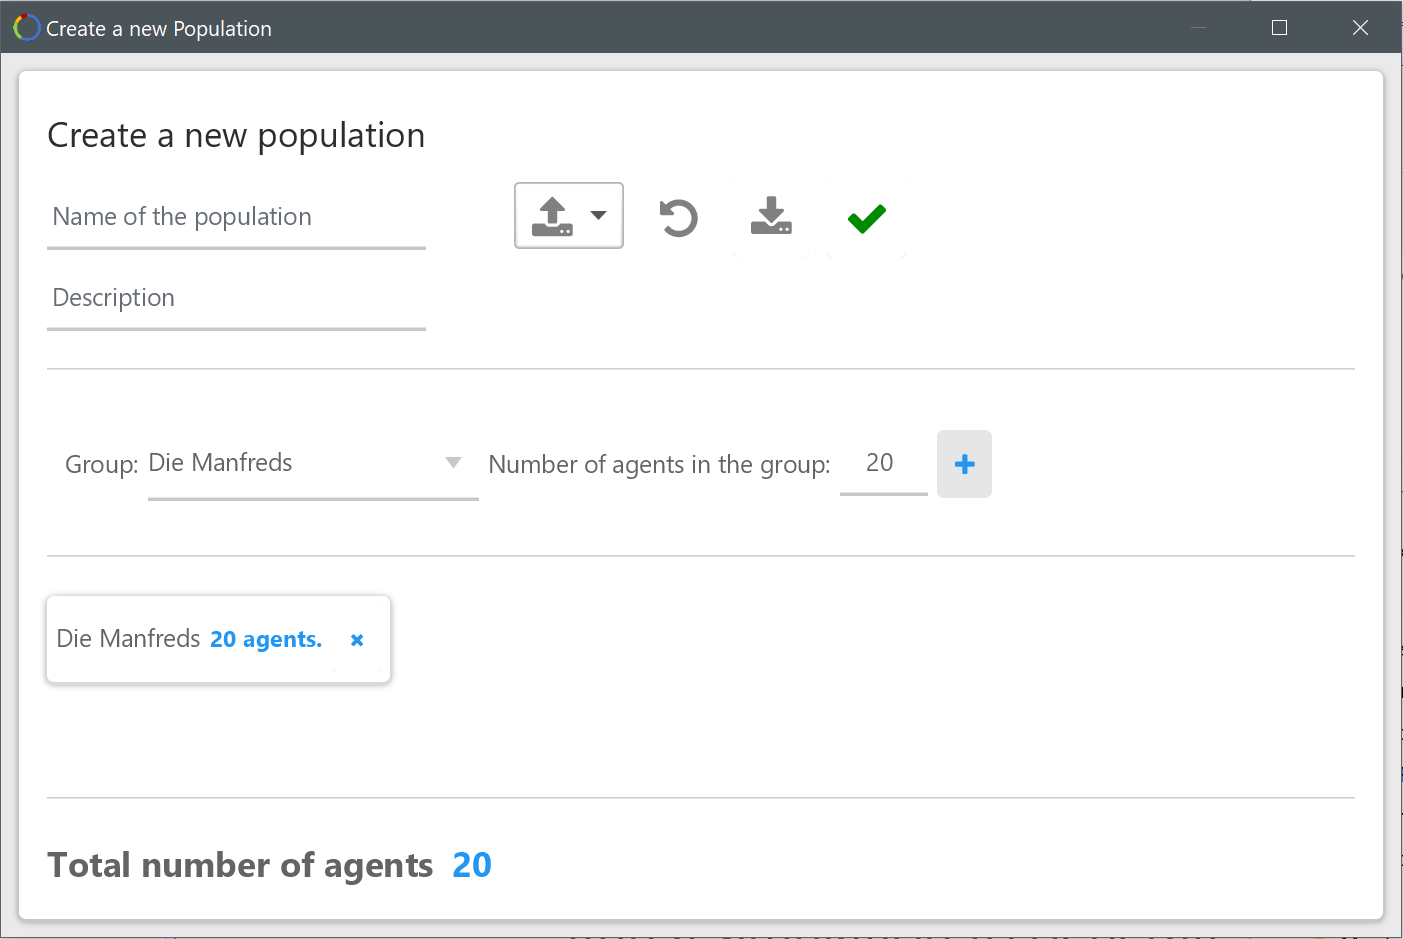 Create a new Population
Create a new population
Name of the population
Description
Group: Die Manfreds Number of agents in the group: 20
Die Manfreds 20 agents.
Total number of agents 20